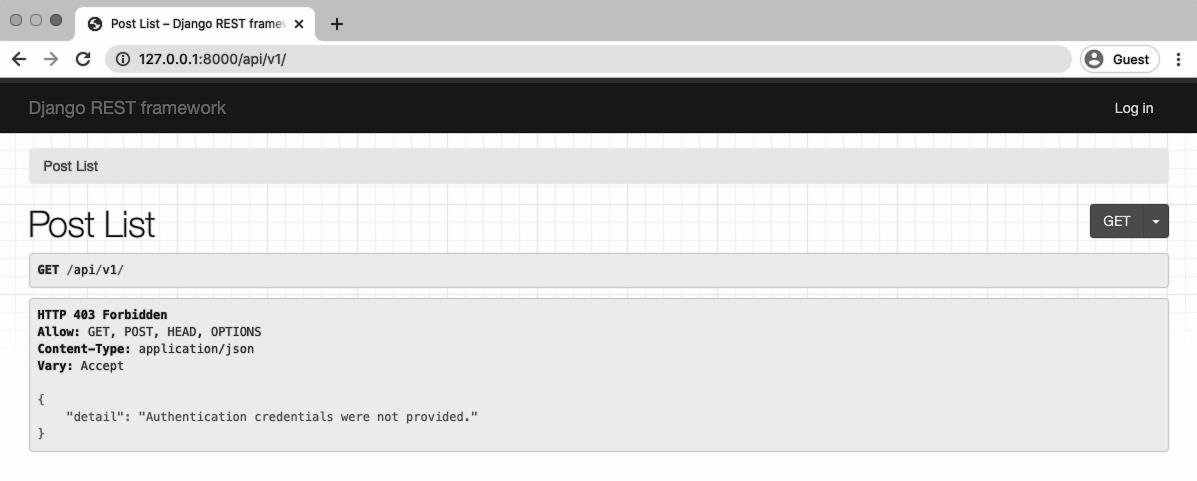 Post List – Django REST framew
127.0.0.1:8000/api/v1/
Guest
Django REST framework
Log in
Post List
Post List
GET
GET /api/v1/
HTTP 403 Forbidden
Allow: GET, POST, HEAD, OPTIONS
Content-Type: application/json
Vary: Accept
{
    "detail": "Authentication credentials were not provided."
}